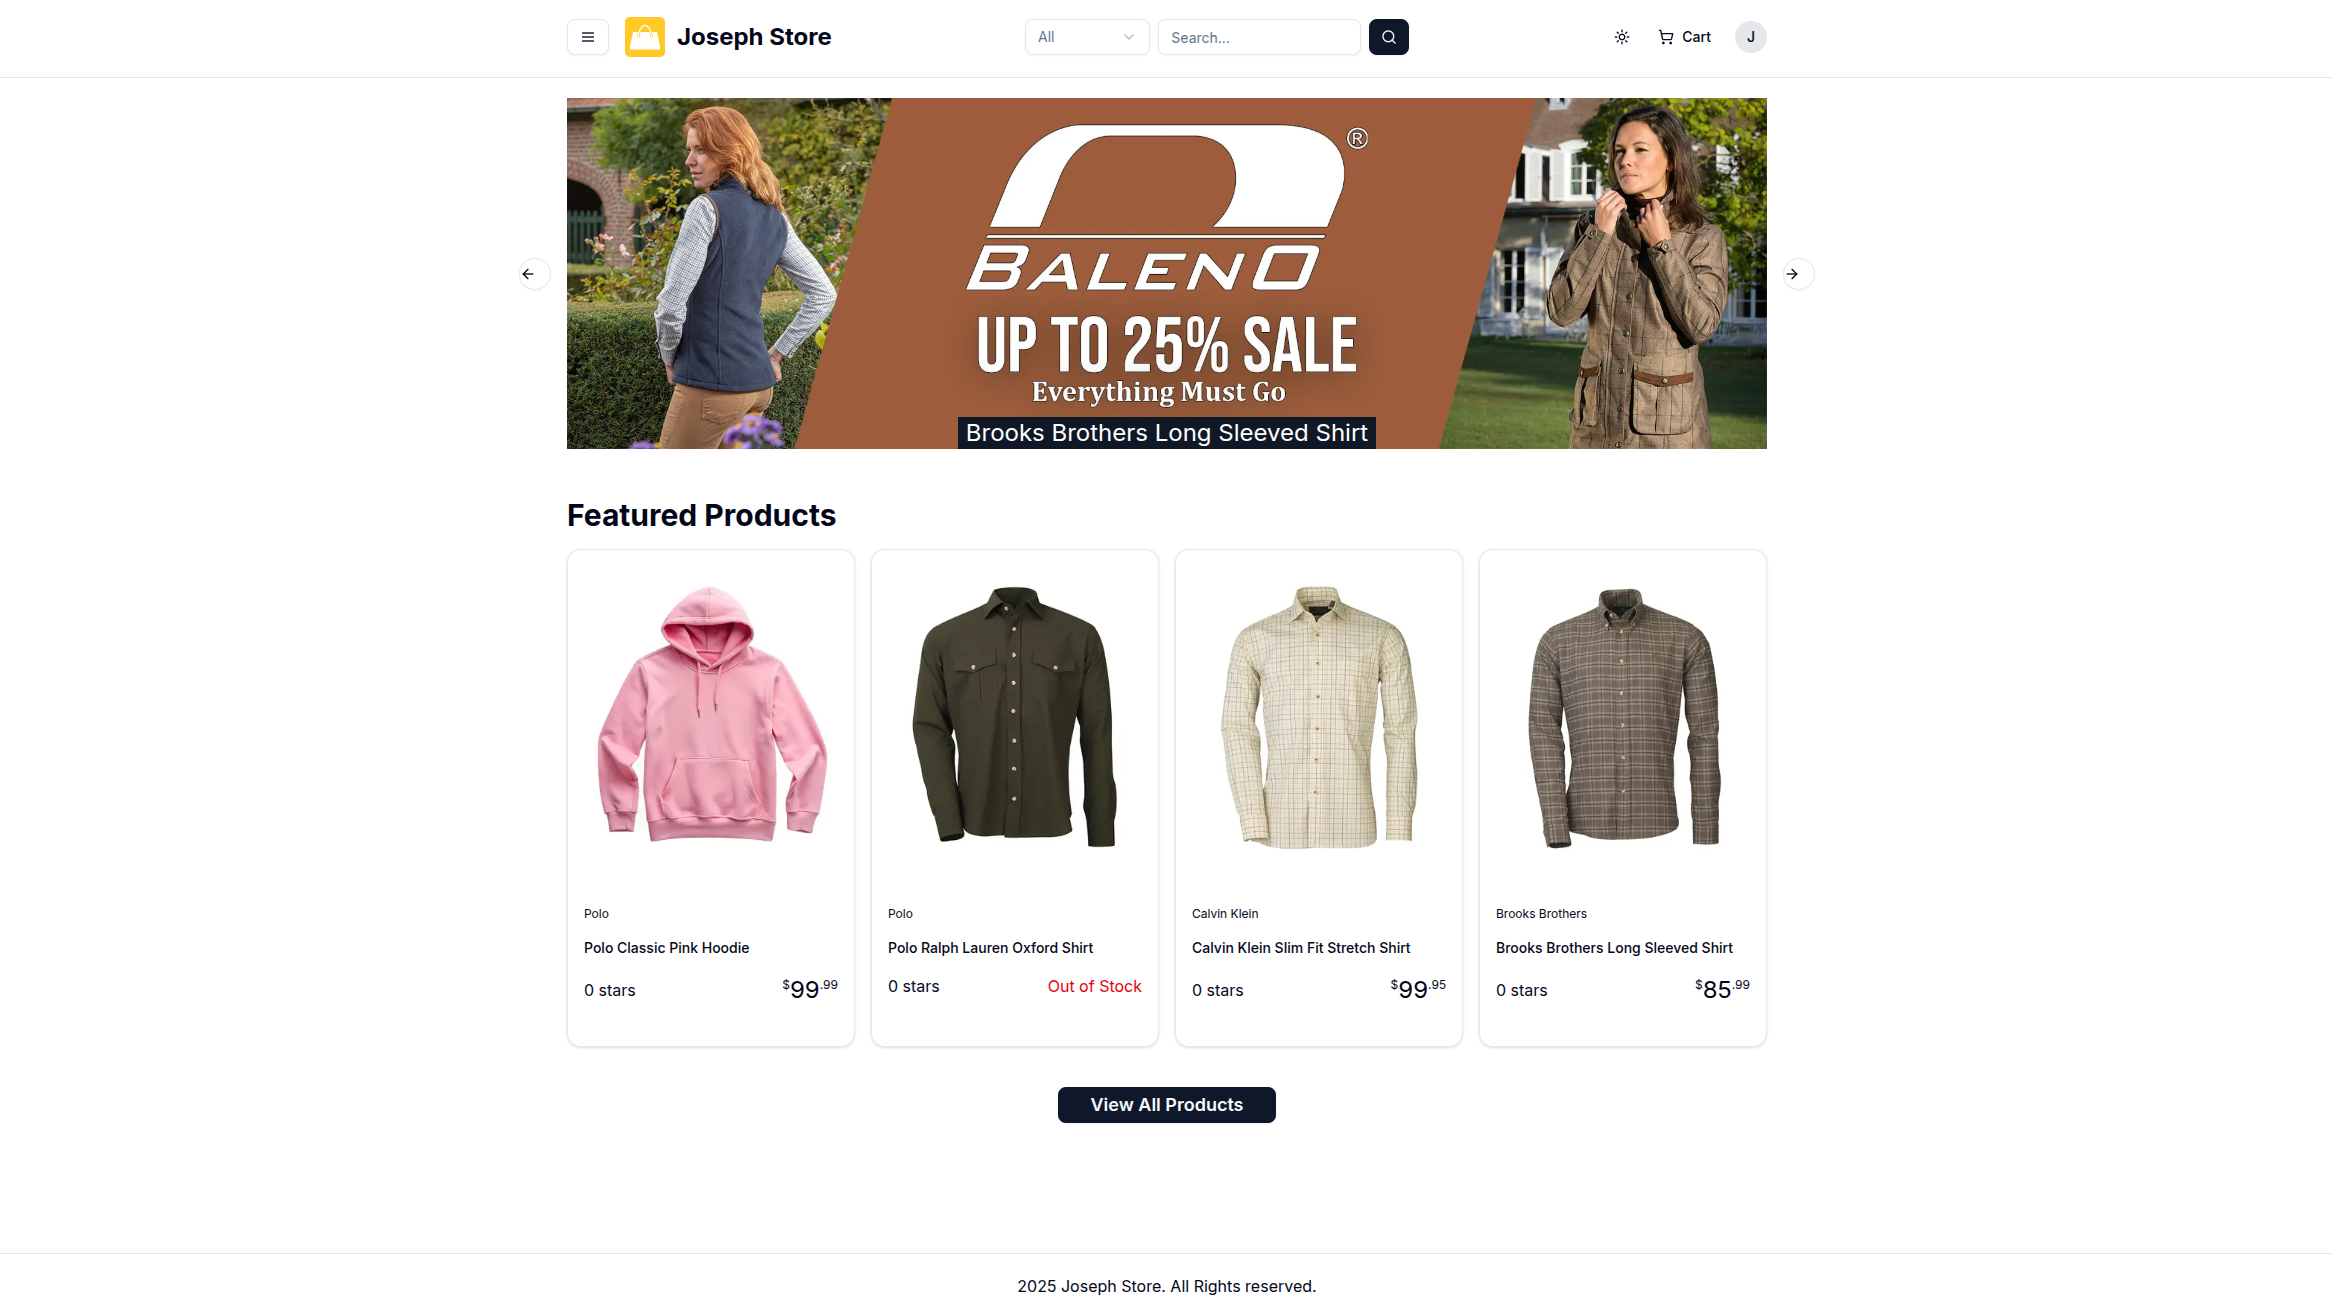 Joseph Store
All
Search...
Cart
J
®
BALENO
UP TO 25% SALE
Everything Must Go
Brooks Brothers Long Sleeved Shirt
Featured Products
Polo
Polo Classic Pink Hoodie
0 stars
$99.99
Polo
Polo Ralph Lauren Oxford Shirt
0 stars
Out of Stock
Calvin Klein
Calvin Klein Slim Fit Stretch Shirt
0 stars
$99.95
Brooks Brothers
Brooks Brothers Long Sleeved Shirt
0 stars
$85.99
View All Products
2025 Joseph Store. All Rights reserved.